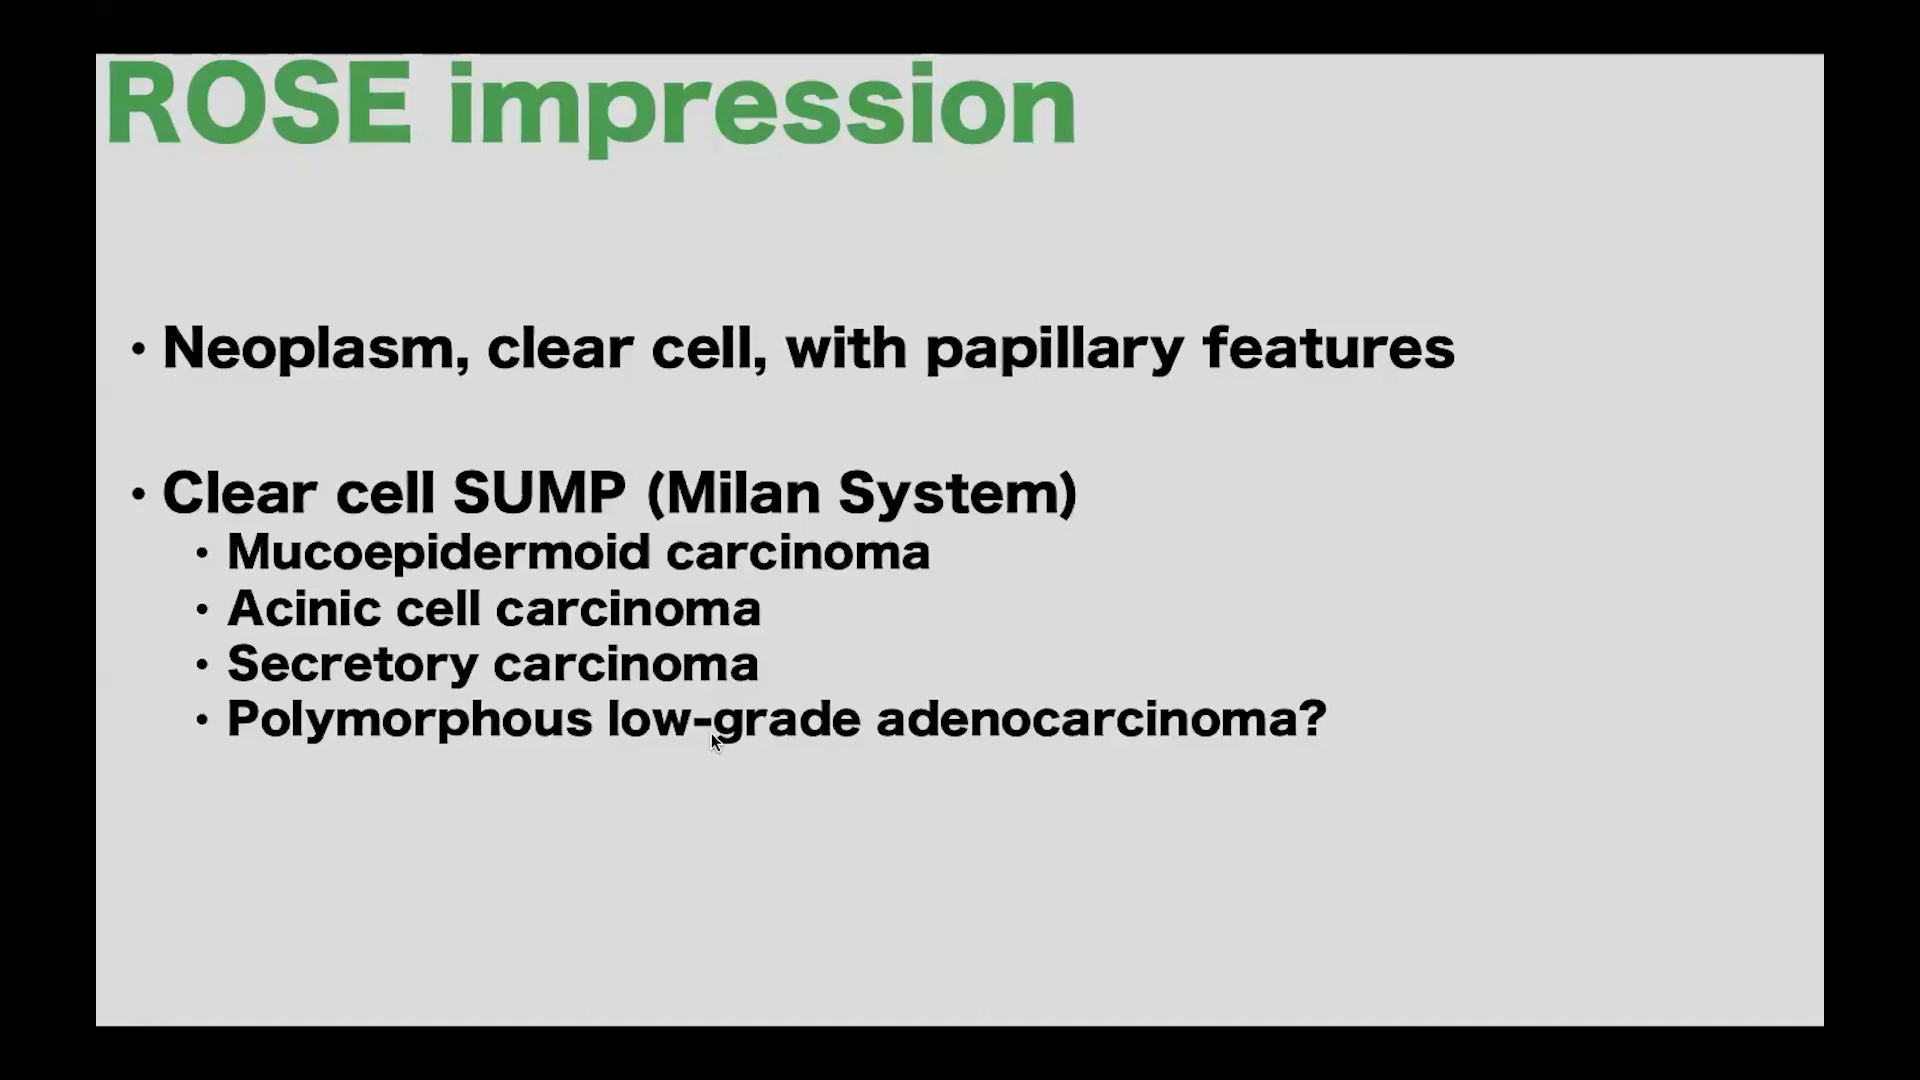 ROSE impression
• Neoplasm, clear cell, with papillary features
• Clear cell SUMP (Milan System)
• Mucoepidermoid carcinoma
• Acinic cell carcinoma
• Secretory carcinoma
• Polymorphous low-grade adenocarcinoma?